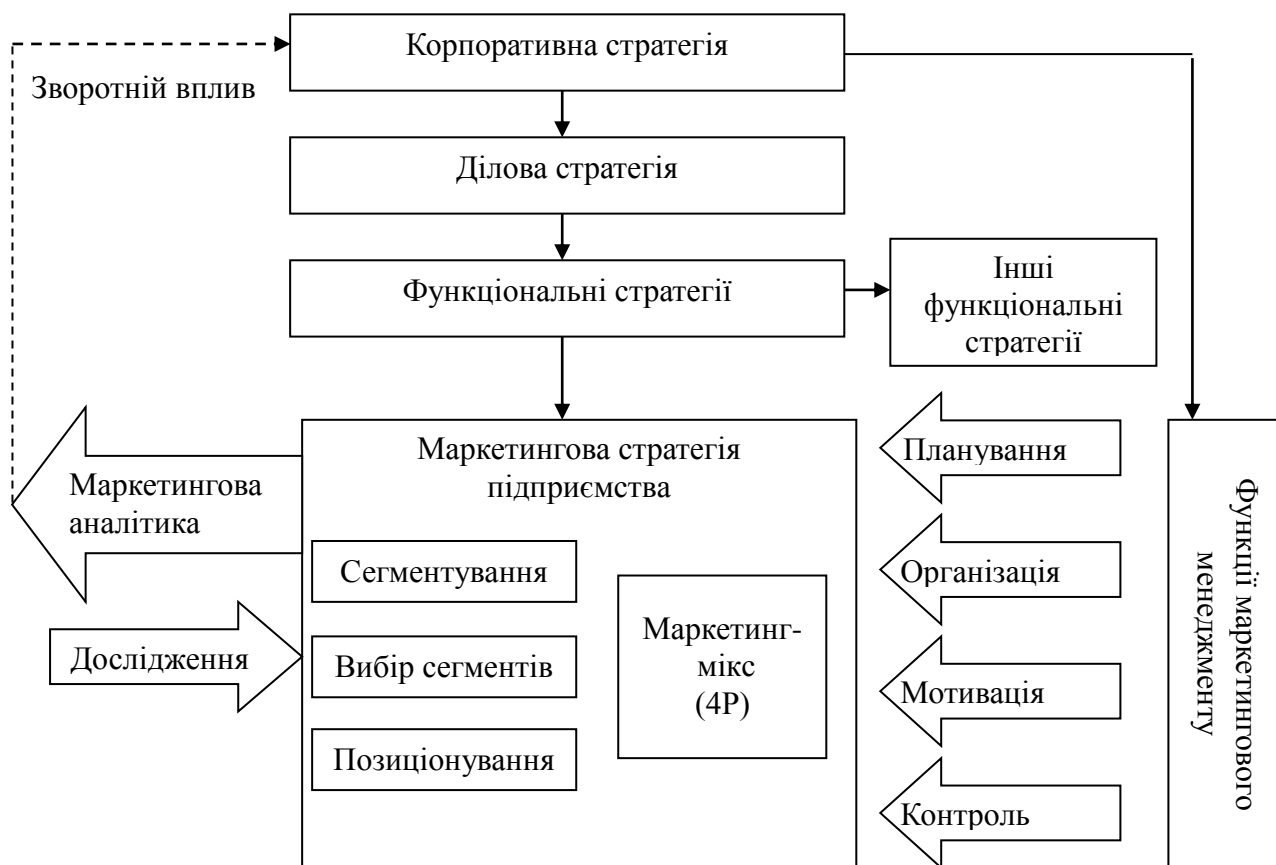 Корпоративна стратегія
Зворотній вплив
Ділова стратегія
Функціональні стратегії
Інші
функціональні
стратегії
Маркетингова стратегія
підприємства
Маркетингова
аналітика
Дослідження
Сегментування
Вибір сегментів
Позиціонування
Маркетинг-
мікс
(4Р)
Планування
Організація
Мотивація
Контроль
Функції маркетингового
менеджменту